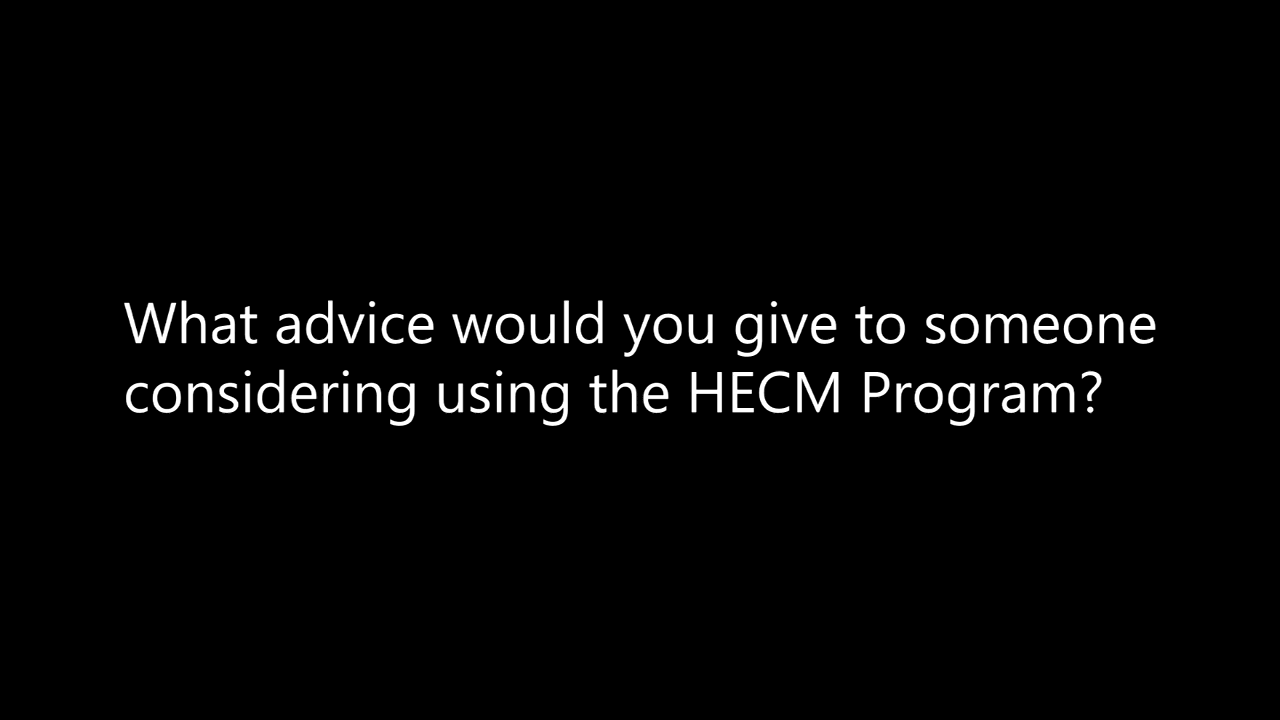 What advice would you give to someone
considering using the HECM Program?